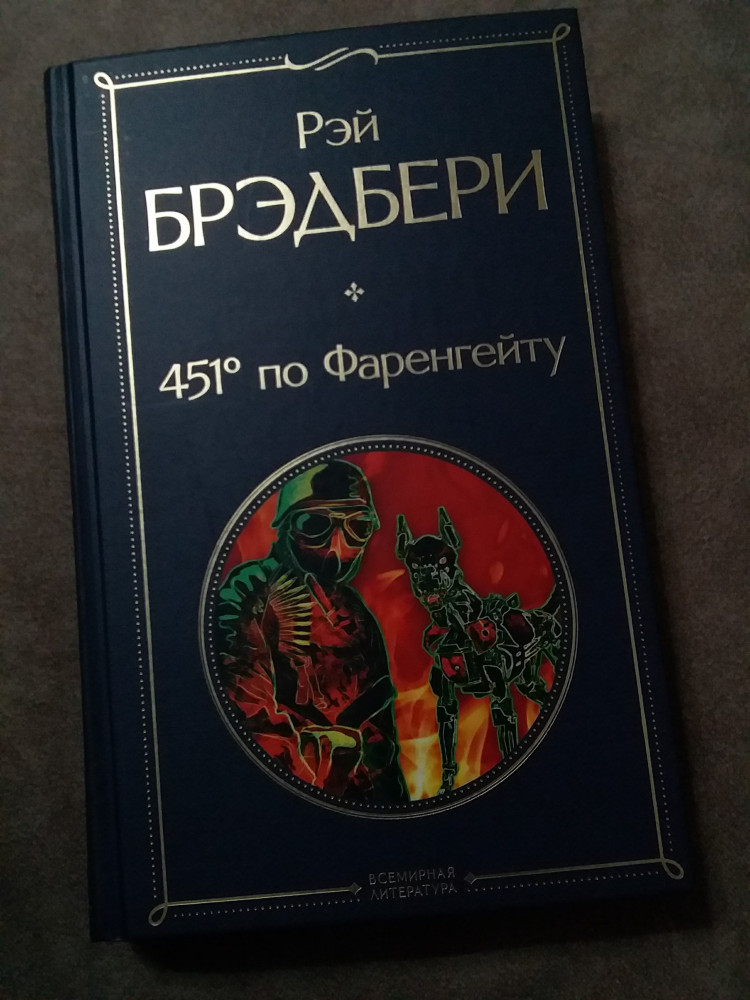 Рэй
БРЭДБЕРИ
451° по Фаренгейту
ВСЕМИРНАЯ
ЛИТЕРАТУРА